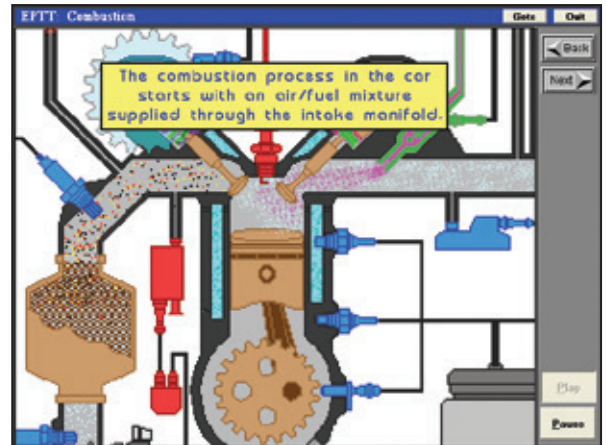 EPTT: Combustion
Goto
Quit
Back
Next
The combustion process in the car
starts with an air/fuel mixture
supplied through the intake manifold.
Play
Pause